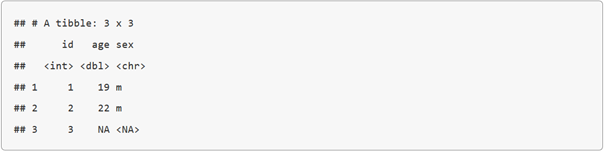 ## # A tibble: 3 x 3
##      id   age sex
##   <int> <dbl> <chr>
## 1     1    19 m
## 2     2    22 m
## 3     3    NA <NA>